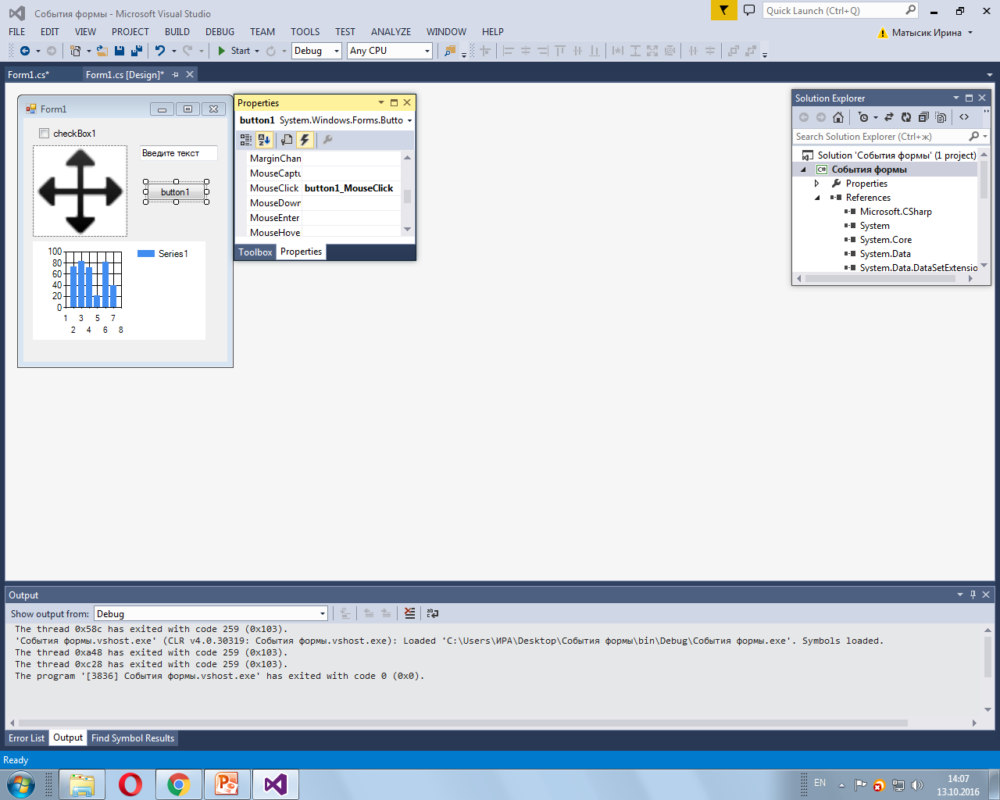 События формы - Microsoft Visual Studio
Quick Launch (Ctrl+Q)
FILE EDIT VIEW PROJECT BUILD DEBUG TEAM TOOLS TEST ANALYZE WINDOW HELP
Матысик Ирина
Start Debug Any CPU
Form1.cs*
Form1.cs [Design]*
Form1
checkBox1
Введите текст
button1
100
80
60
40
20
0
1 3 5 7
2 4 6 8
Series1
Properties
button1 System.Windows.Forms.Butto
MarginChan
MouseCaptu
MouseClick button1_MouseClick
MouseDown
MouseEnter
MouseHove
Toolbox Properties
Solution Explorer
Search Solution Explorer (Ctrl+ж)
Solution 'События формы' (1 project)
C# События формы
Properties
References
Microsoft.CSharp
System
System.Core
System.Data
System.Data.DataSetExtensio
Output
Show output from: Debug
The thread 0x58c has exited with code 259 (0x103).
'События формы.vshost.exe' (CLR v4.0.30319: События формы.vshost.exe): Loaded 'C:\Users\ИРА\Desktop\События формы\bin\Debug\События формы.exe'. Symbols loaded.
The thread 0xa48 has exited with code 259 (0x103).
The thread 0xc28 has exited with code 259 (0x103).
The program '[3836] События формы.vshost.exe' has exited with code 0 (0x0).
Error List Output Find Symbol Results
Ready
EN
14:07
13.10.2016